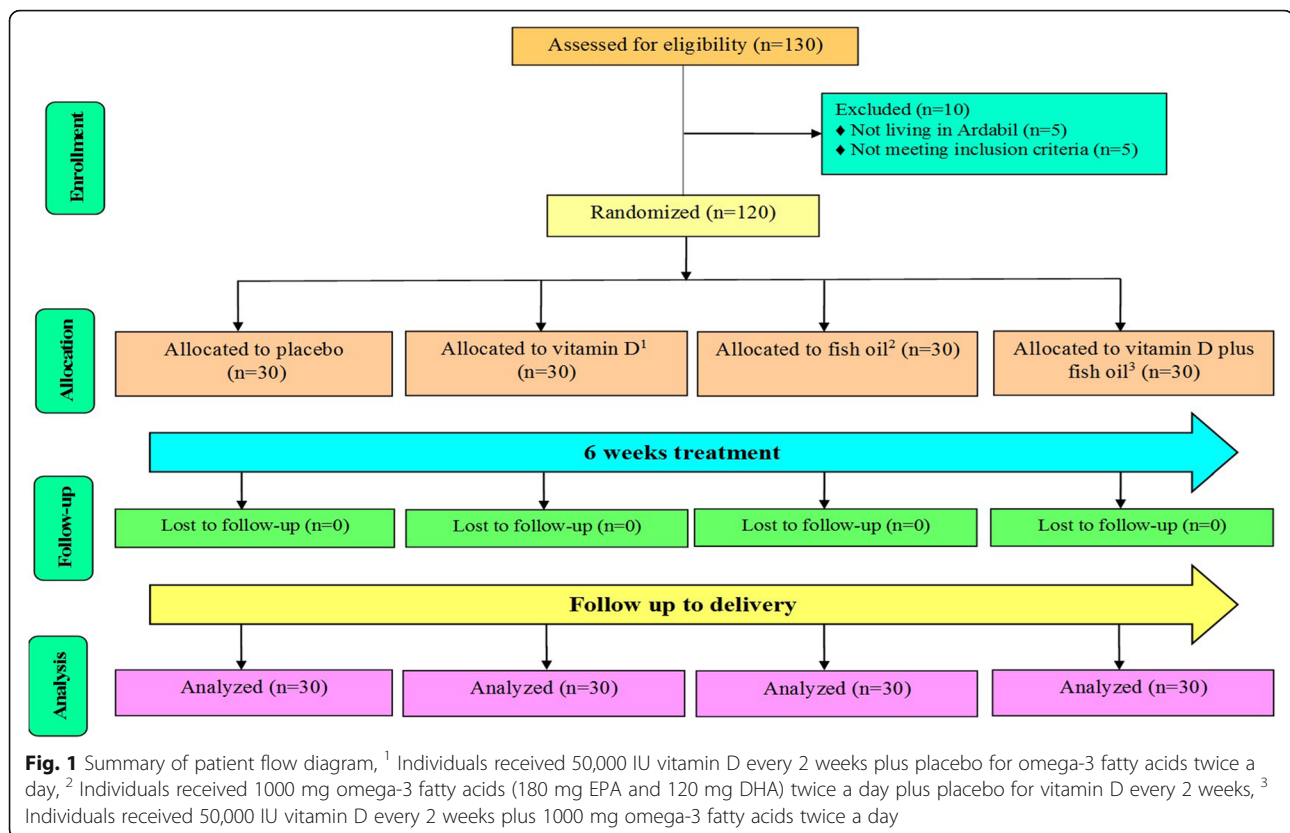 Assessed for eligibility (n=130)
Enrollment
Excluded (n=10)
♦ Not living in Ardabil (n=5)
♦ Not meeting inclusion criteria (n=5)
Randomized (n=120)
Allocation
Allocated to placebo
(n=30)
Allocated to vitamin D¹
(n=30)
Allocated to fish oil² (n=30)
Allocated to vitamin D plus
fish oil³ (n=30)
6 weeks treatment
Follow-up
Lost to follow-up (n=0)
Lost to follow-up (n=0)
Lost to follow-up (n=0)
Lost to follow-up (n=0)
Follow up to delivery
Analysis
Analyzed (n=30)
Analyzed (n=30)
Analyzed (n=30)
Analyzed (n=30)
Fig. 1 Summary of patient flow diagram, ¹ Individuals received 50,000 IU vitamin D every 2 weeks plus placebo for omega-3 fatty acids twice a
day, ² Individuals received 1000 mg omega-3 fatty acids (180 mg EPA and 120 mg DHA) twice a day plus placebo for vitamin D every 2 weeks, ³
Individuals received 50,000 IU vitamin D every 2 weeks plus 1000 mg omega-3 fatty acids twice a day